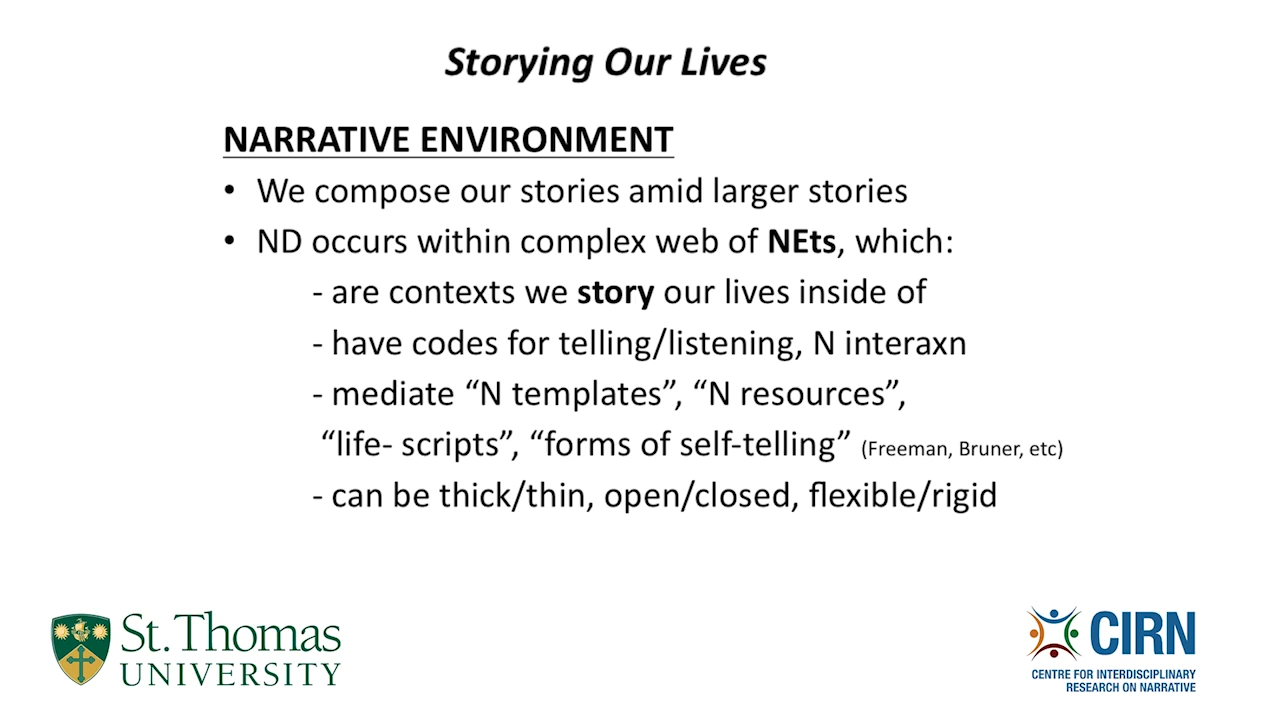 Storying Our Lives
NARRATIVE ENVIRONMENT
• We compose our stories amid larger stories
• ND occurs within complex web of NEts, which:
- are contexts we story our lives inside of
- have codes for telling/listening, N interaxn
- mediate “N templates”, “N resources”,
“life- scripts”, “forms of self-telling” (Freeman, Bruner, etc)
- can be thick/thin, open/closed, flexible/rigid
St. Thomas
UNIVERSITY
CIRN
CENTRE FOR INTERDISCIPLINARY
RESEARCH ON NARRATIVE